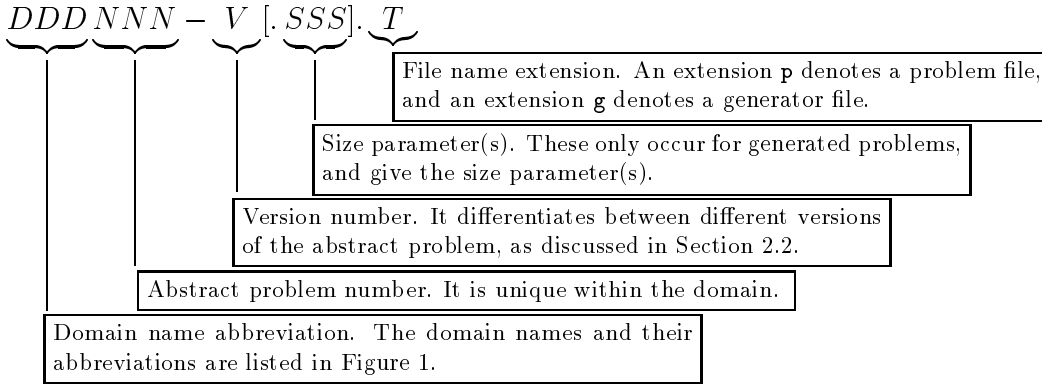 DDD NNN – V [. SSS]. T
File name extension. An extension p denotes a problem file,
and an extension g denotes a generator file.
Size parameter(s). These only occur for generated problems,
and give the size parameter(s).
Version number. It differentiates between different versions
of the abstract problem, as discussed in Section 2.2.
Abstract problem number. It is unique within the domain.
Domain name abbreviation. The domain names and their
abbreviations are listed in Figure 1.